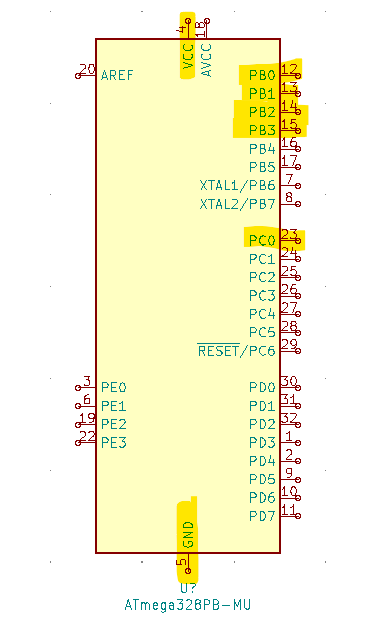 4 18
VCC AVCC
20 AREF PB0 12
PB1 13
PB2 14
PB3 15
PB4 16
PB5 17
XTAL1/PB6 7
XTAL2/PB7 8
PC0 23
PC1 24
PC2 25
PC3 26
PC4 27
PC5 28
RESET/PC6 29
3 PE0 PD0 30
6 PE1 PD1 31
19 PE2 PD2 32
22 PE3 PD3 1
PD4 2
PD5 9
PD6 10
PD7 11
GND
5
U?
ATmega328PB-MU